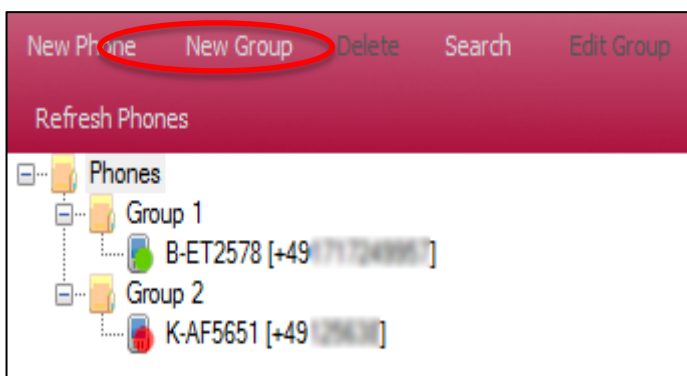 New Phone New Group Delete Search Edit Group
Refresh Phones
Phones
Group 1
B-ET2578 [+49 ]
Group 2
K-AF5651 [+49 ]